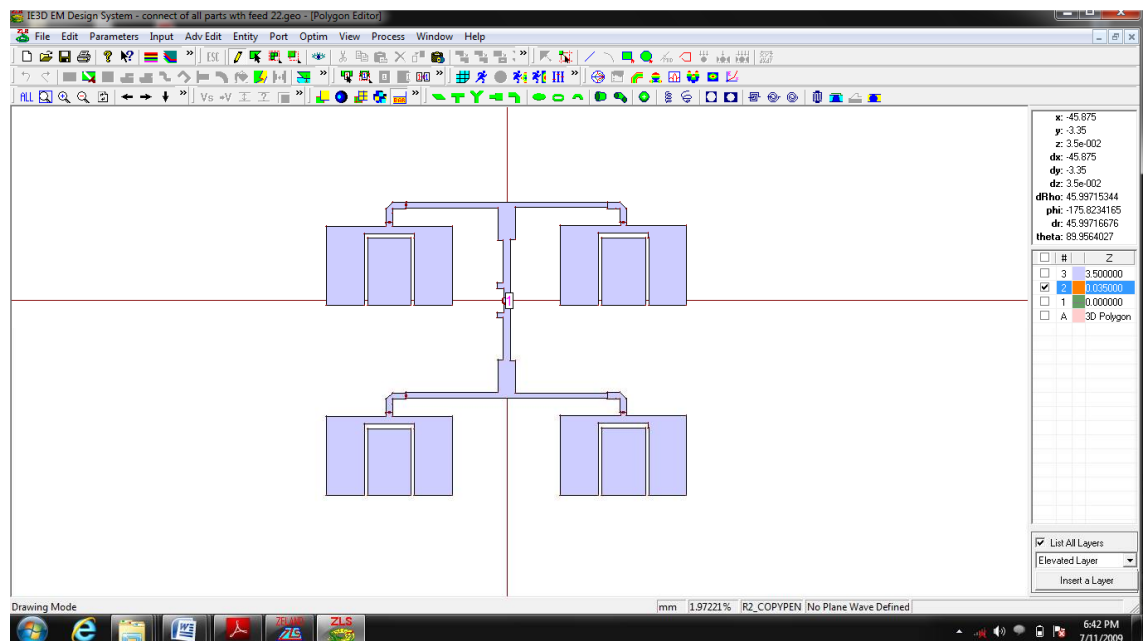 IE3D EM Design System - connect of all parts wth feed 22.geo - [Polygon Editor]
File Edit Parameters Input Adv Edit Entity Port Optim View Process Window Help
ESC
ALL Vs
x: -45.875
y: -3.35
z: 3.5e-002
dx: -45.875
dy: -3.35
dz: 3.5e-002
dRho: 45.99715344
phi: -175.8234165
dr: 45.99716676
theta: 89.9564027
# Z
3 3.500000
2 0.035000
1 0.000000
A 3D Polygon
1
List All Layers
Elevated Layer
Insert a Layer
Drawing Mode mm 1.97221% R2_COPYPEN No Plane Wave Defined
ZELAND ZLS
6:42 PM
7/11/2009